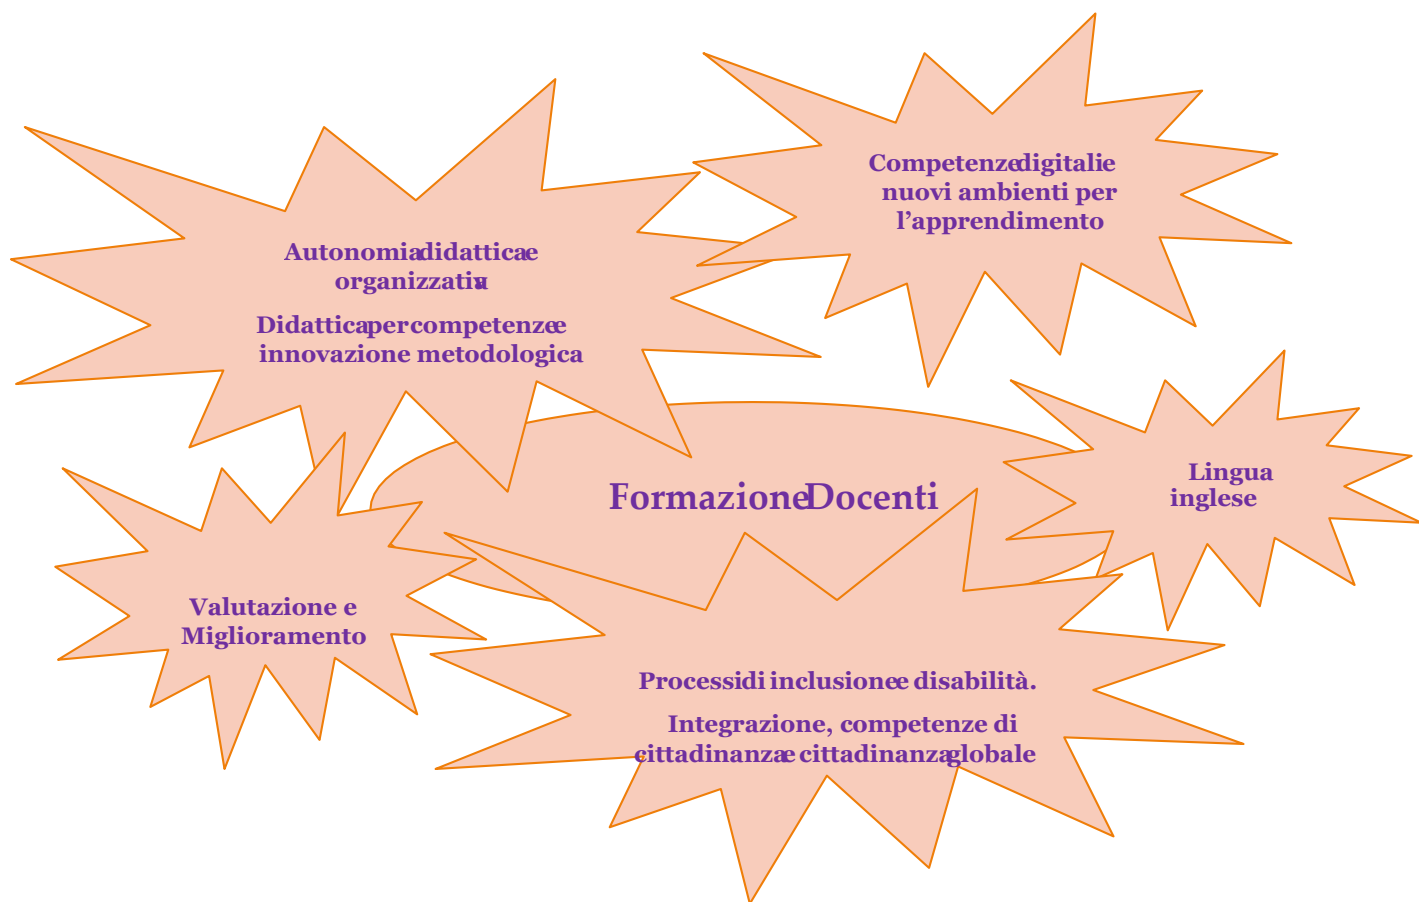 Competenze digitali e
nuovi ambienti per
l’apprendimento
Autonomia didattica e
organizzativa
Didattica per competenze e
innovazione metodologica
Formazione Docenti
Lingua
inglese
Valutazione e
Miglioramento
Processi di inclusione e disabilità.
Integrazione, competenze di
cittadinanza e cittadinanza globale